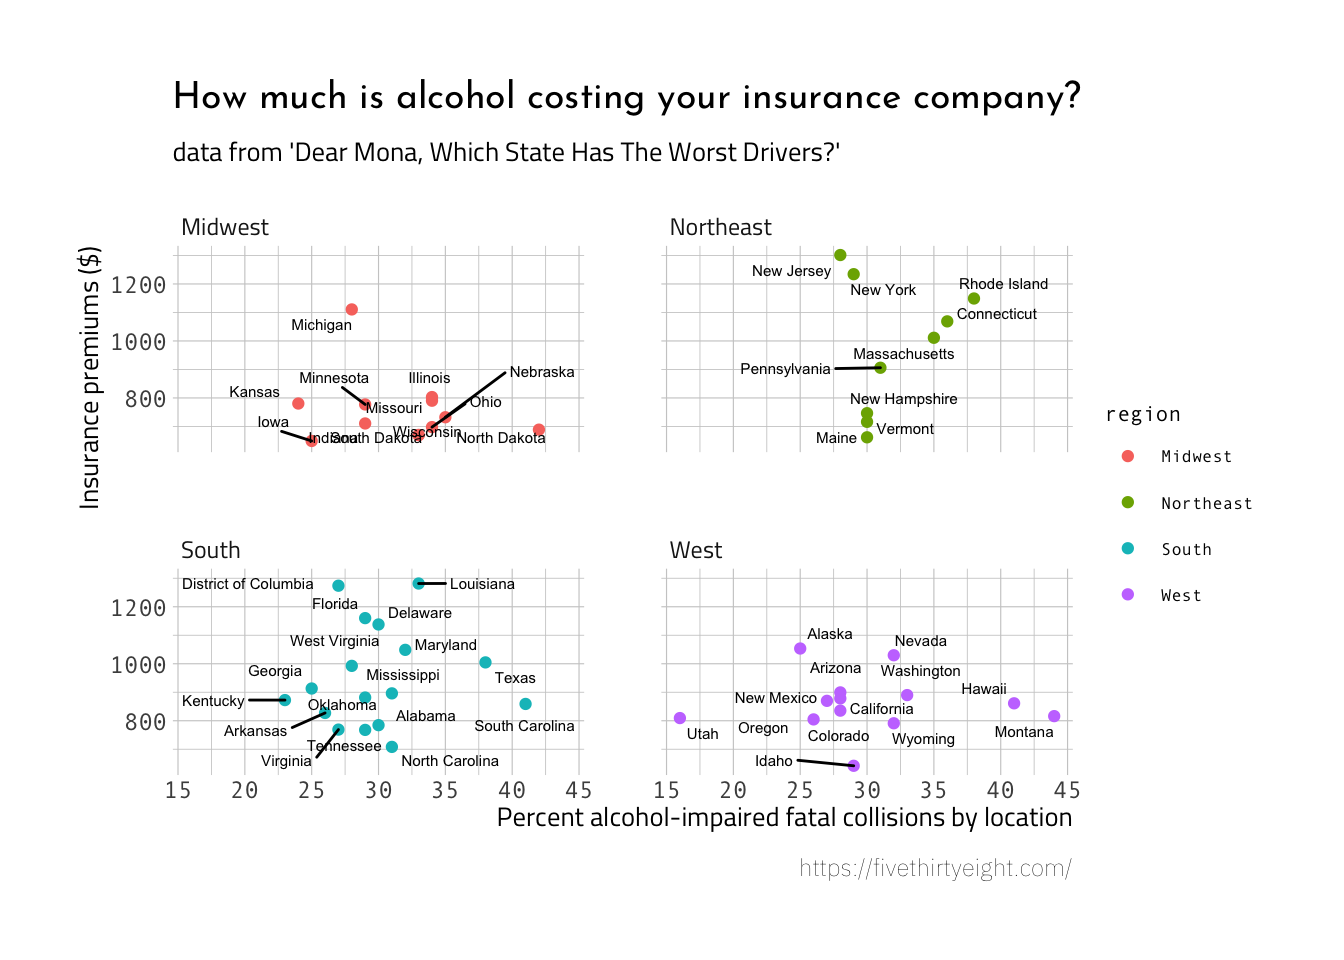 How much is alcohol costing your insurance company?
data from 'Dear Mona, Which State Has The Worst Drivers?'
Insurance premiums ($)
Midwest
1200
1000
800
Michigan
Nebraska
Minnesota
Illinois
Kansas
Missouri
Ohio
Iowa
Wisconsin
Indiana
South Dakota
North Dakota
Northeast
New Jersey
New York
Rhode Island
Connecticut
Massachusetts
Pennsylvania
New Hampshire
Vermont
Maine
South
1200
1000
800
District of Columbia
Louisiana
Florida
Delaware
West Virginia
Maryland
Georgia
Mississippi
Texas
Kentucky
Oklahoma
Alabama
South Carolina
Arkansas
Tennessee
Virginia
North Carolina
15 20 25 30 35 40 45
West
Alaska
Nevada
Arizona
Washington
Hawaii
New Mexico
California
Utah
Oregon
Colorado
Wyoming
Montana
Idaho
15 20 25 30 35 40 45
Percent alcohol-impaired fatal collisions by location
region
Midwest
Northeast
South
West
https://fivethirtyeight.com/